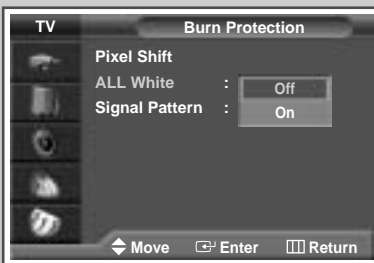 TV Burn Protection
Pixel Shift
ALL White : Off
Signal Pattern : On
Move Enter Return